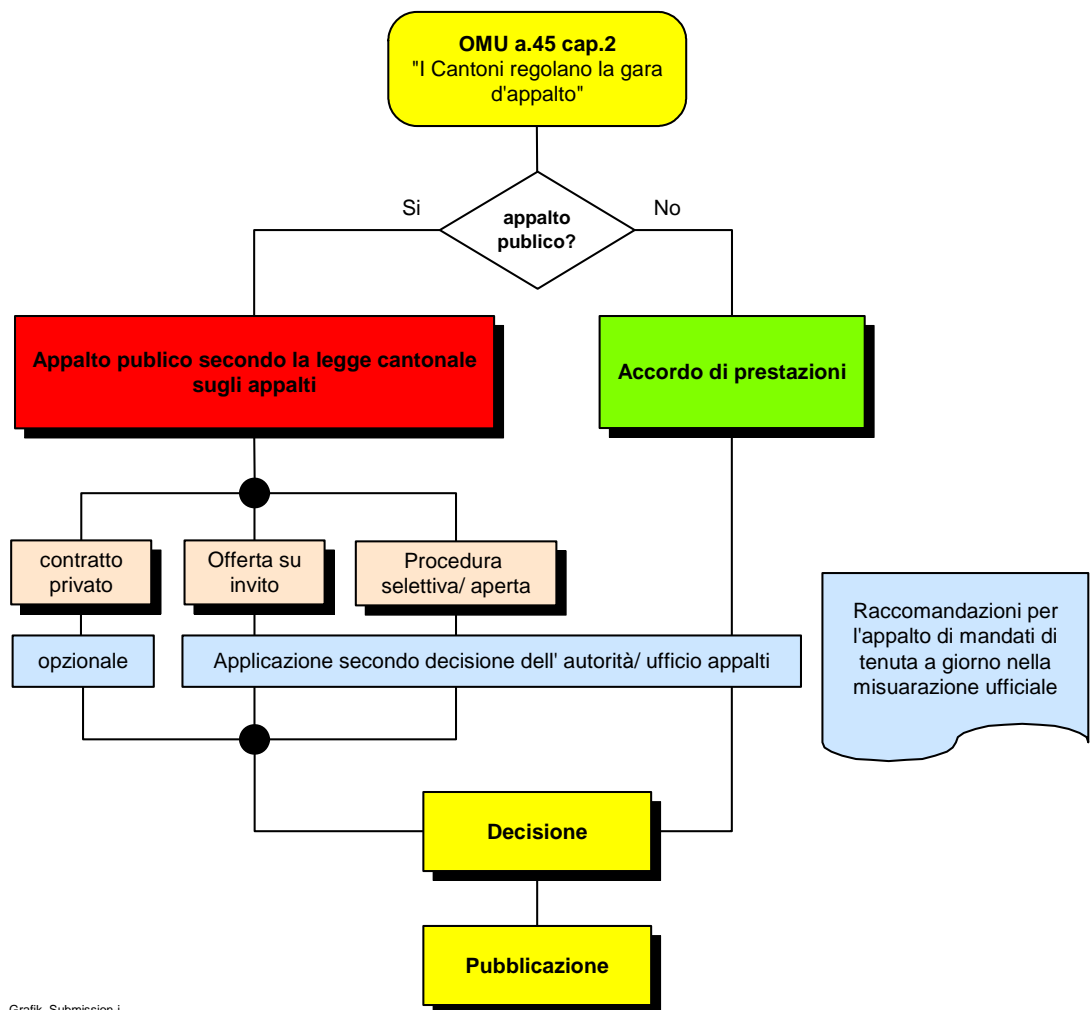 OMU a.45 cap.2
"I Cantoni regolano la gara
d'appalto"
Si
No
appalto
publico?
Appalto publico secondo la legge cantonale
sugli appalti
Accordo di prestazioni
contratto
privato
Offerta su
invito
Procedura
selettiva/ aperta
Raccomandazioni per
l'appalto di mandati di
tenuta a giorno nella
misuarazione ufficiale
opzionale
Applicazione secondo decisione dell' autorità/ ufficio appalti
Decisione
Pubblicazione
Grafik_Submission-i